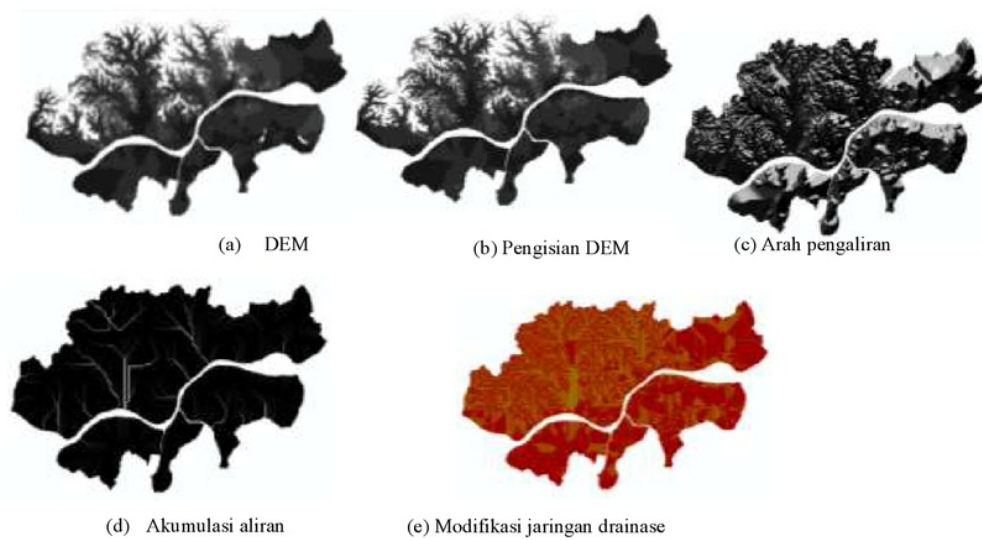 (a) DEM
(b) Pengisian DEM
(c) Arah pengaliran
(d) Akumulasi aliran
(e) Modifikasi jaringan drainase